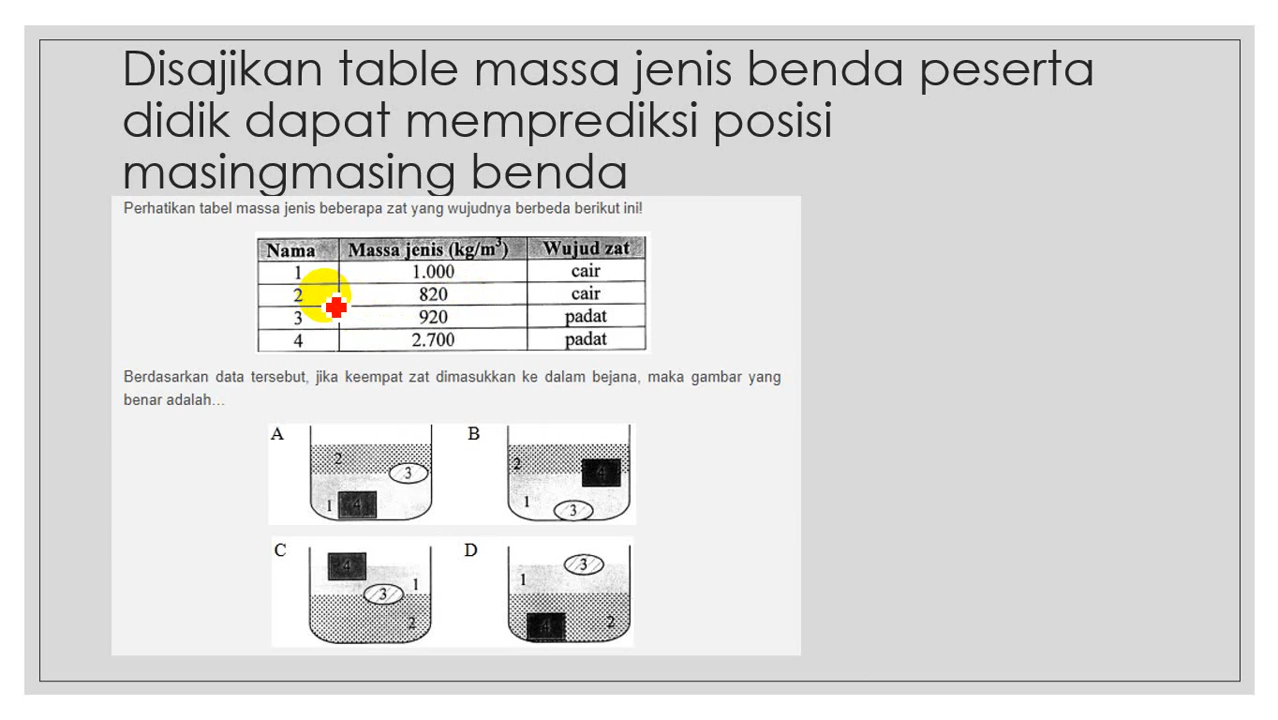 Disajikan table massa jenis benda peserta
didik dapat memprediksi posisi
masingmasing benda
Perhatikan tabel massa jenis beberapa zat yang wujudnya berbeda berikut ini!
Nama Massa jenis (kg/m³) Wujud zat
1 1.000 cair
2 820 cair
3 920 padat
4 2.700 padat
Berdasarkan data tersebut, jika keempat zat dimasukkan ke dalam bejana, maka gambar yang
benar adalah...
A B
2 3 2 4
1 4 1 3
C D
4 3 1 2
3 1 4 2